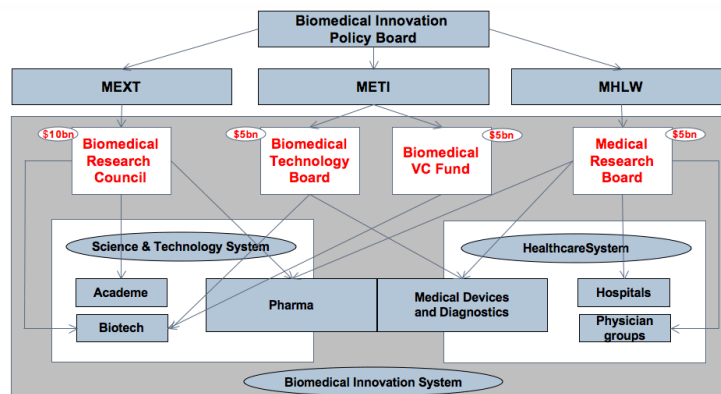 Biomedical Innovation
Policy Board
MEXT
METI
MHLW
$10bn
Biomedical
Research
Council
$5bn
Biomedical
Technology
Board
Biomedical
VC Fund
$5bn
Medical
Research
Board
$5bn
Science & Technology System
HealthcareSystem
Academe
Biotech
Pharma
Medical Devices
and Diagnostics
Hospitals
Physician
groups
Biomedical Innovation System